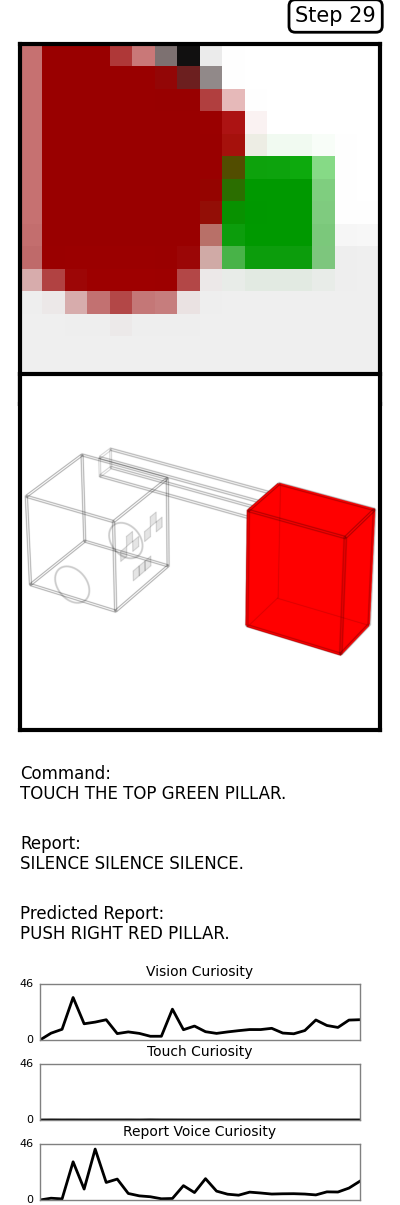 Step 29
Command:
TOUCH THE TOP GREEN PILLAR.
Report:
SILENCE SILENCE SILENCE.
Predicted Report:
PUSH RIGHT RED PILLAR.
Vision Curiosity
46
0
Touch Curiosity
46
0
Report Voice Curiosity
46
0